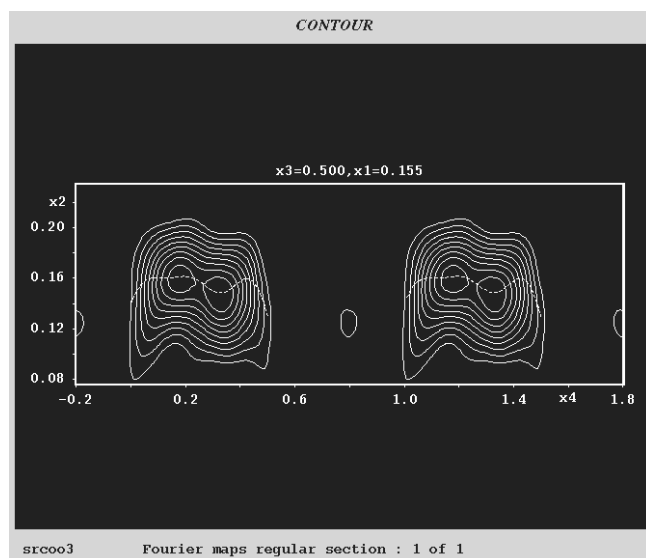 CONTOUR
x3=0.500,x1=0.155
x2
0.20
0.16
0.12
0.08
-0.2 0.2 0.6 1.0 1.4 x4 1.8
srcoo3 Fourier maps regular section : 1 of 1